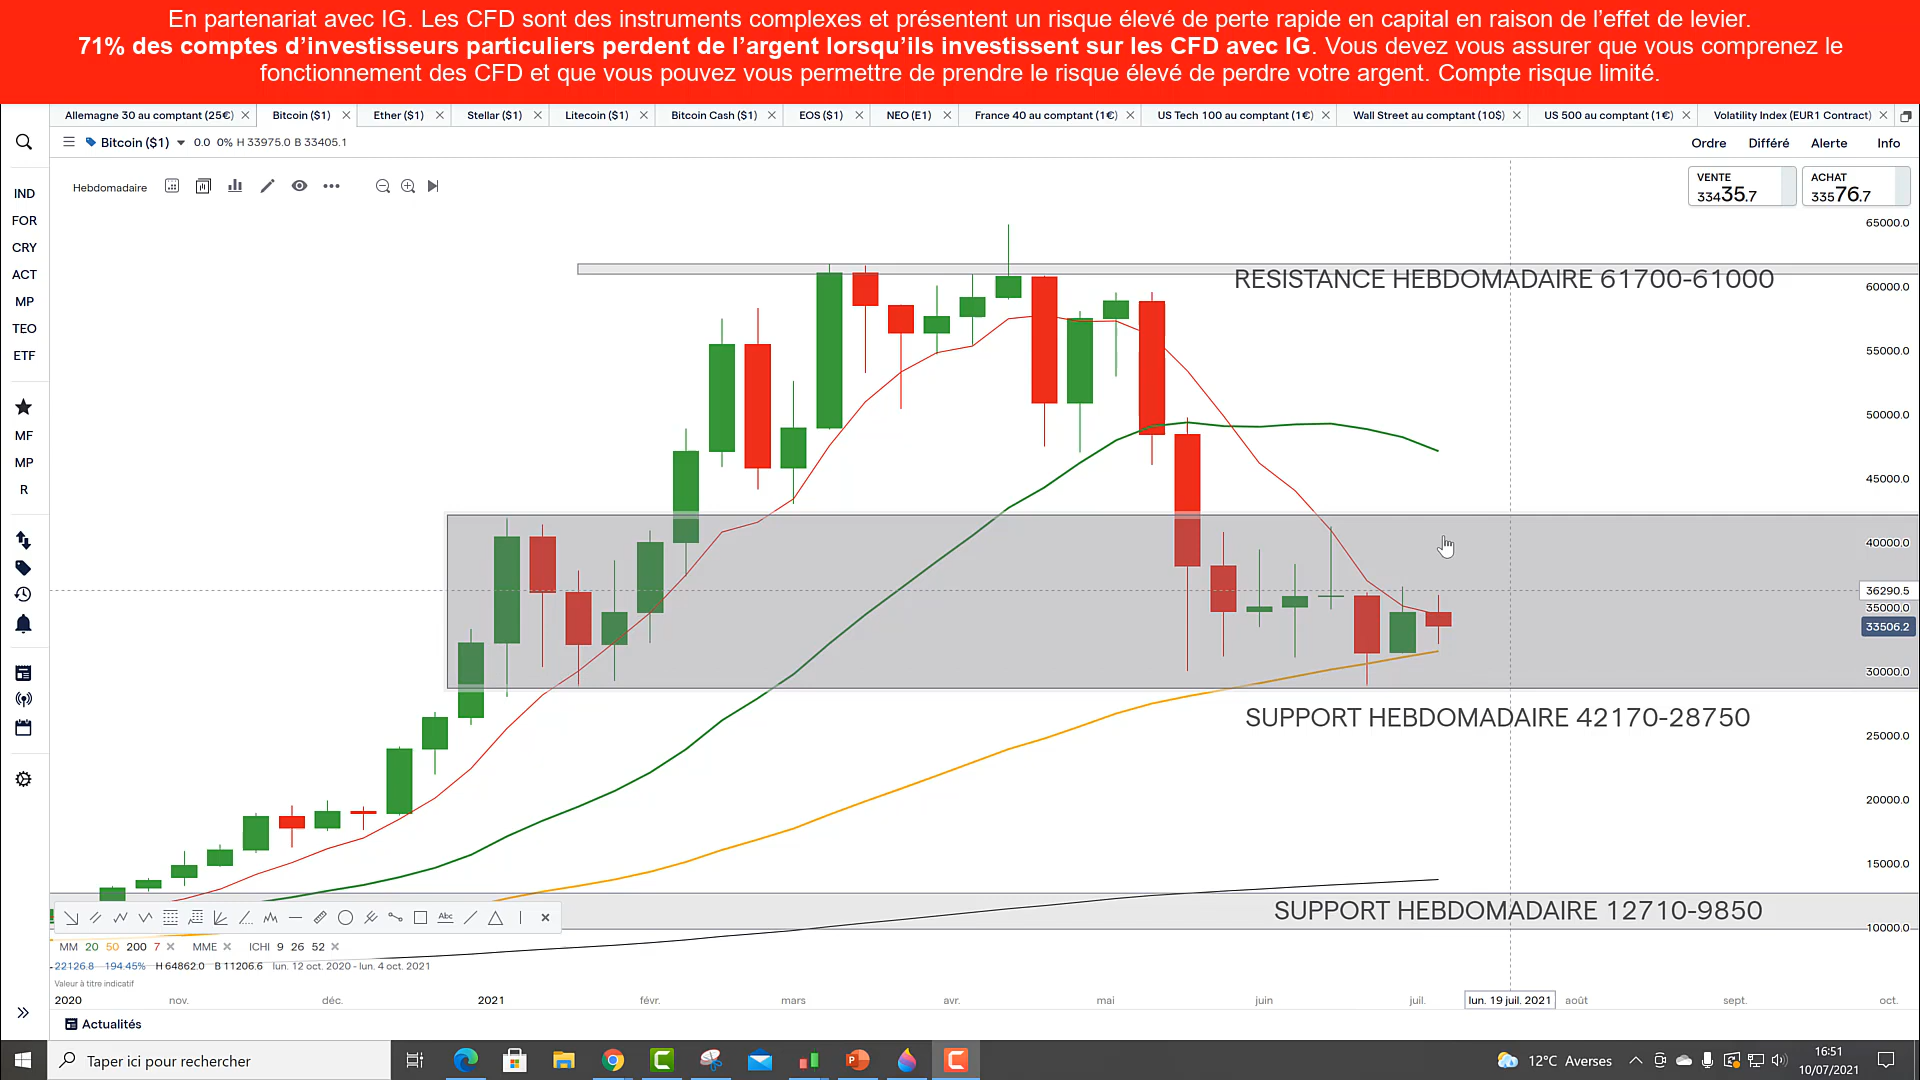 En partenariat avec IG. Les CFD sont des instruments complexes et présentent un risque élevé de perte rapide en capital en raison de l’effet de levier.
71% des comptes d’investisseurs particuliers perdent de l’argent lorsqu’ils investissent sur les CFD avec IG. Vous devez vous assurer que vous comprenez le
fonctionnement des CFD et que vous pouvez vous permettre de prendre le risque élevé de perdre votre argent. Compte risque limité.
Allemagne 30 au comptant (25€) Bitcoin ($1) Ether ($1) Stellar ($1) Litecoin ($1) Bitcoin Cash ($1) EOS ($1) NEO (E1) France 40 au comptant (1€) US Tech 100 au comptant (1€) Wall Street au comptant (10$) US 500 au comptant (1€) Volatility Index (EUR1 Contract)
Bitcoin ($1) 0.0 0% H 33975.0 B 33405.1
Ordre Différé Alerte Info
Hebdomadaire
VENTE
33435.7
ACHAT
33576.7
IND
FOR
CRY
ACT
MP
TEO
ETF
MF
MP
R
65000.0
60000.0
55000.0
50000.0
45000.0
40000.0
36290.5
35000.0
33506.2
30000.0
25000.0
20000.0
15000.0
10000.0
RESISTANCE HEBDOMADAIRE 61700-61000
SUPPORT HEBDOMADAIRE 42170-28750
SUPPORT HEBDOMADAIRE 12710-9850
Abc
MM 20 50 200 7 MME ICHI 9 26 52
22126.8 194.45% H 64862.0 B 11206.6 lun. 12 oct. 2020 - lun. 4 oct. 2021
Valeur à titre indicatif
2020 nov. déc. 2021 févr. mars avr. mai juin juil. lun. 19 juil. 2021 août sept. oct.
Actualités
Taper ici pour rechercher
12°C Averses
16:51
10/07/2021